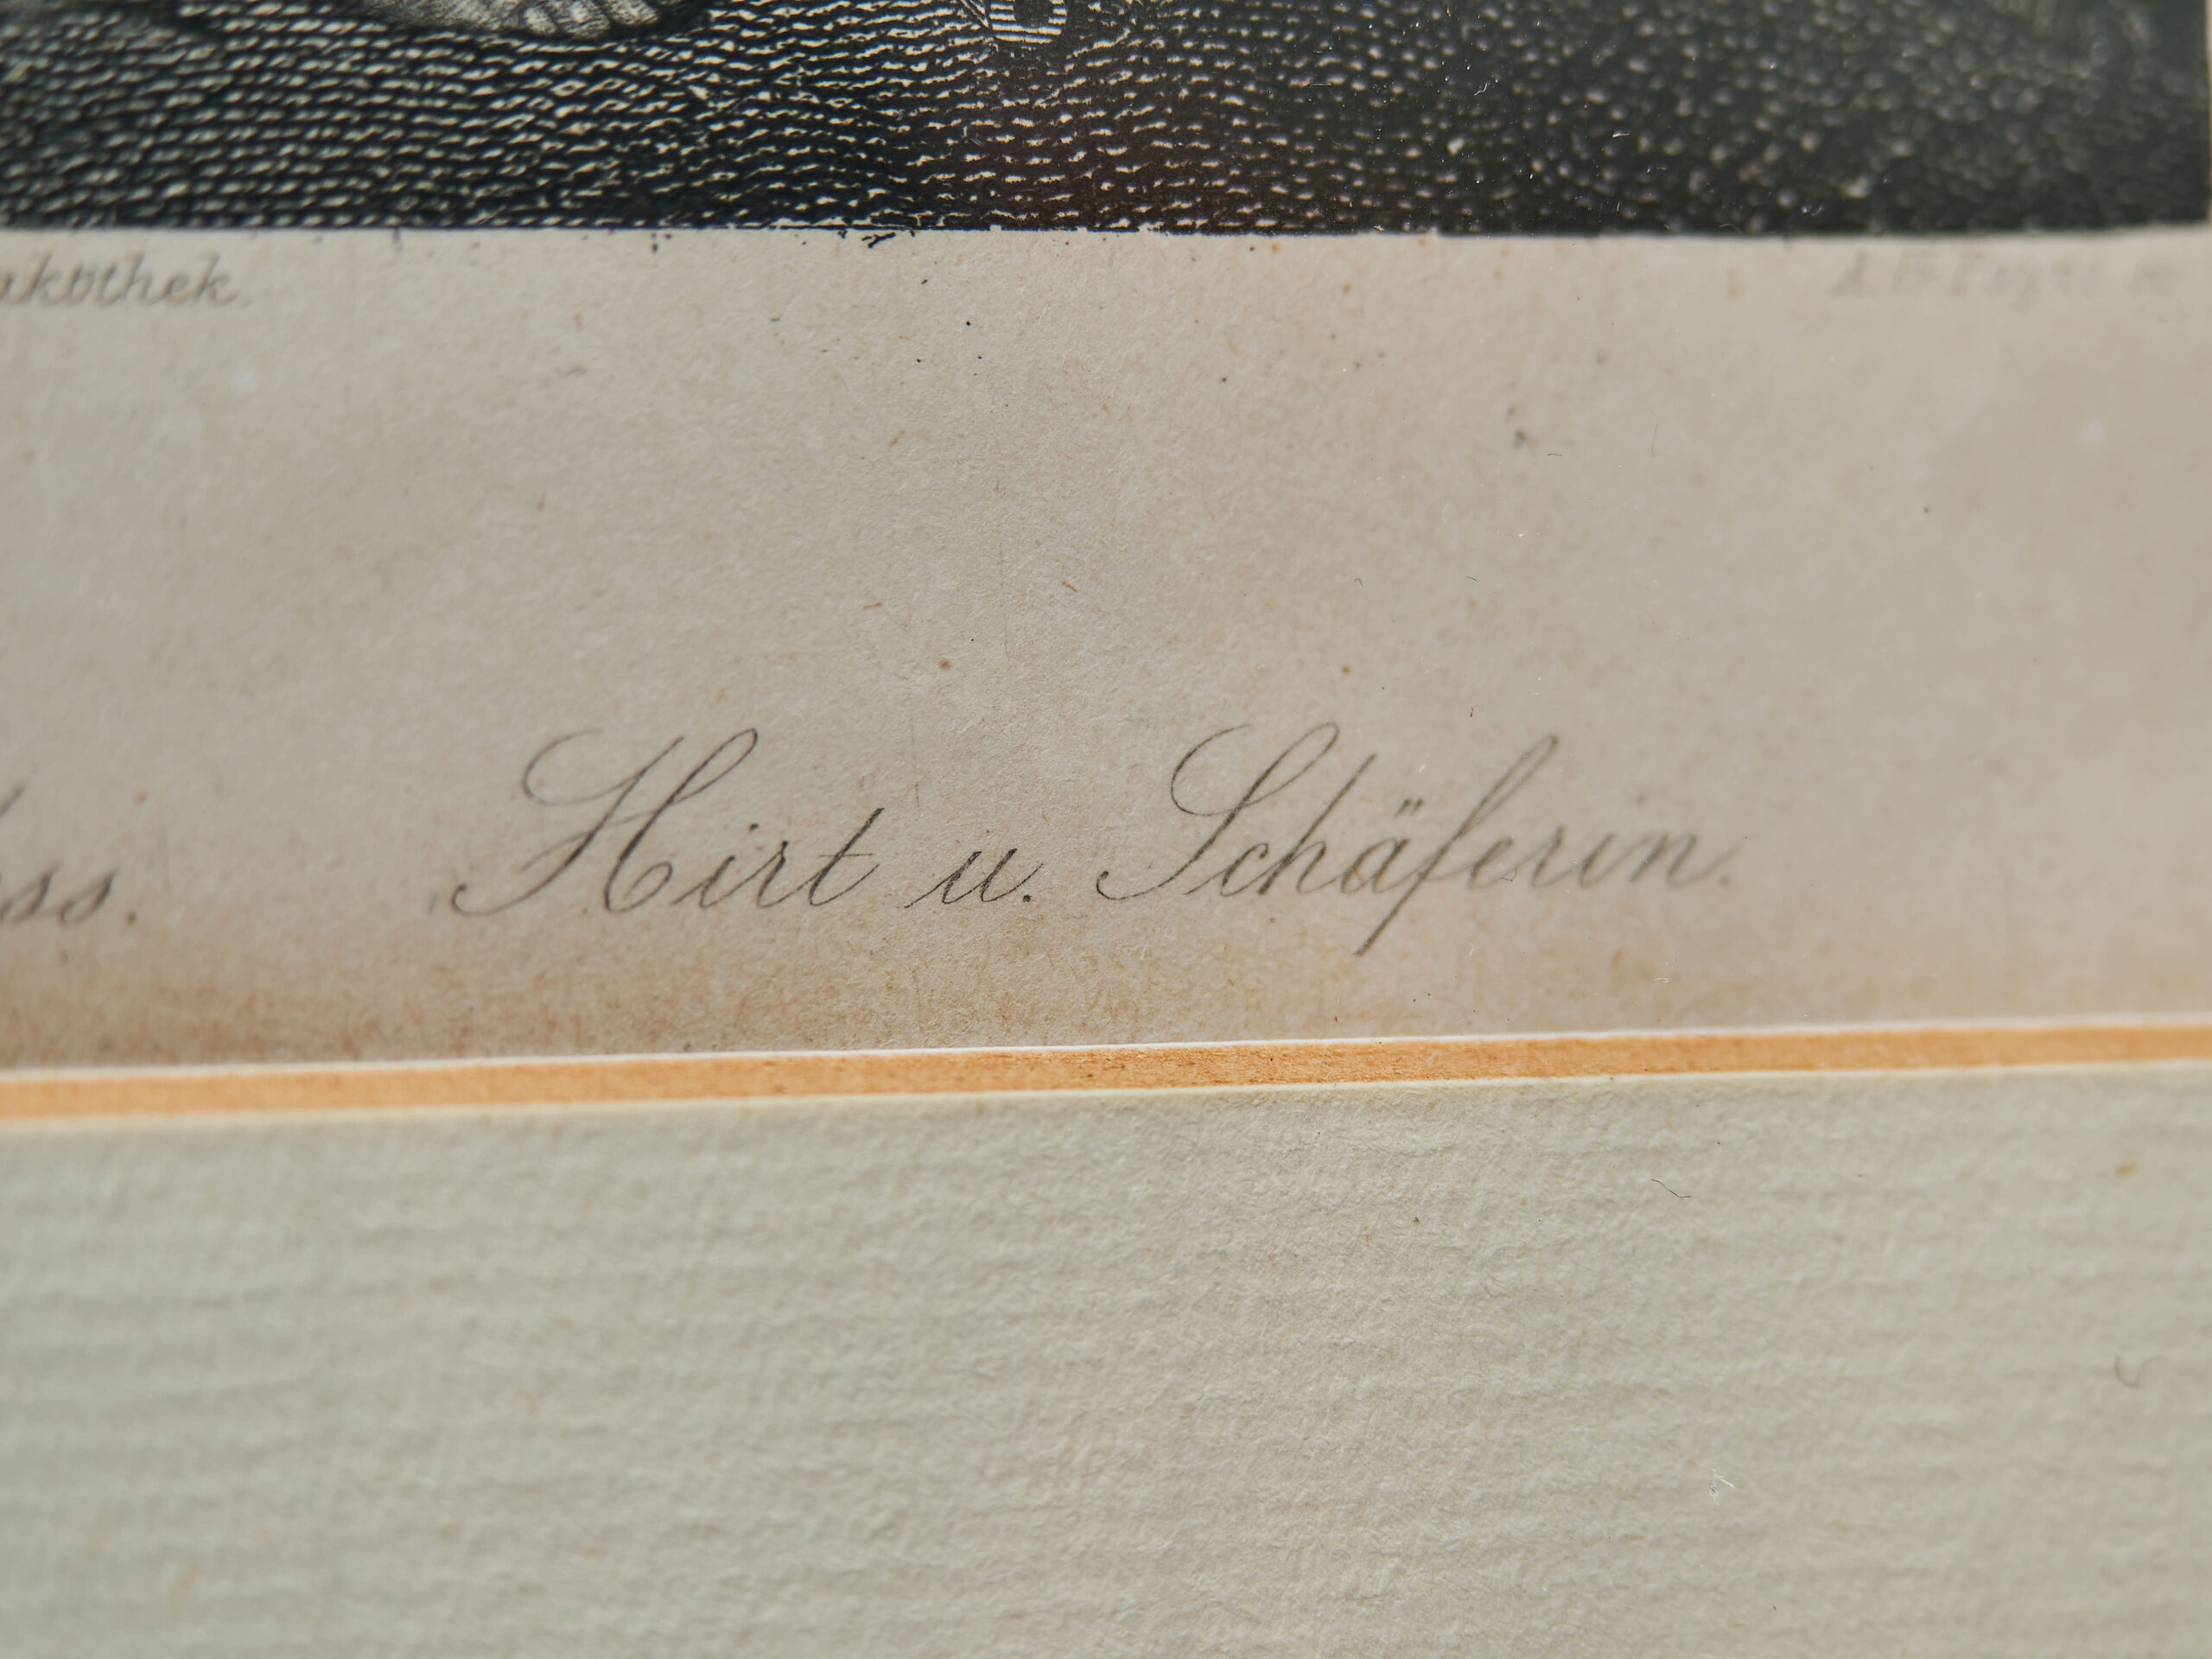 akothek
ss. Hirt u. Schäferin.